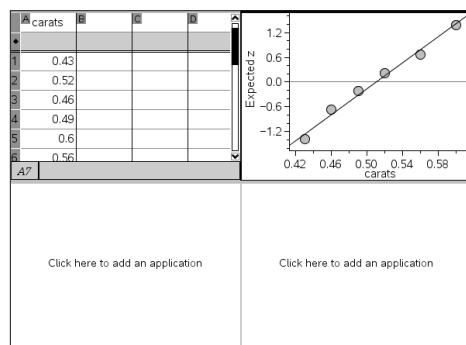 A carats B C D
1 0.43
2 0.52
3 0.46
4 0.49
5 0.6
6 0.56
A7
Expected z
1.2
0.6
0.0
-0.6
-1.2
0.42 0.46 0.50 0.54 0.58
carats
Click here to add an application
Click here to add an application